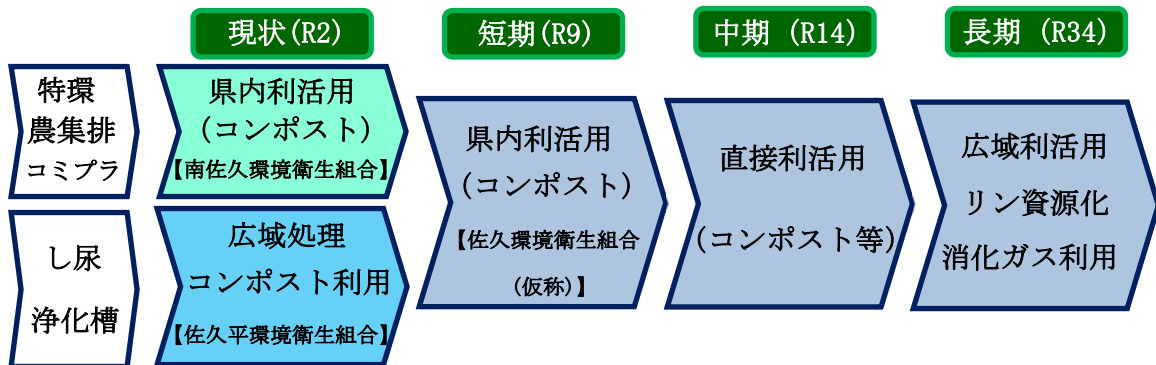 現状(R2)
短期(R9)
中期 (R14)
長期 (R34)
特環
農集排
コミプラ
県内利活用
(コンポスト)
【南佐久環境衛生組合】
し尿
浄化槽
広域処理
コンポスト利用
【佐久平環境衛生組合】
県内利活用
(コンポスト)
【佐久環境衛生組合
(仮称)】
直接利活用
(コンポスト等)
広域利活用
リン資源化
消化ガス利用